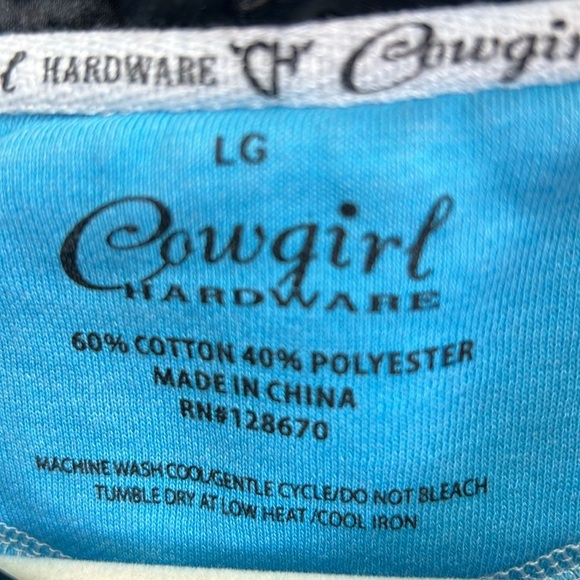 l HARDWARE CH Cowgir
LG
Cowgirl
HARDWARE
60% COTTON 40% POLYESTER
MADE IN CHINA
RN#128670
MACHINE WASH COOL/GENTLE CYCLE/DO NOT BLEACH
TUMBLE DRY AT LOW HEAT /COOL IRON